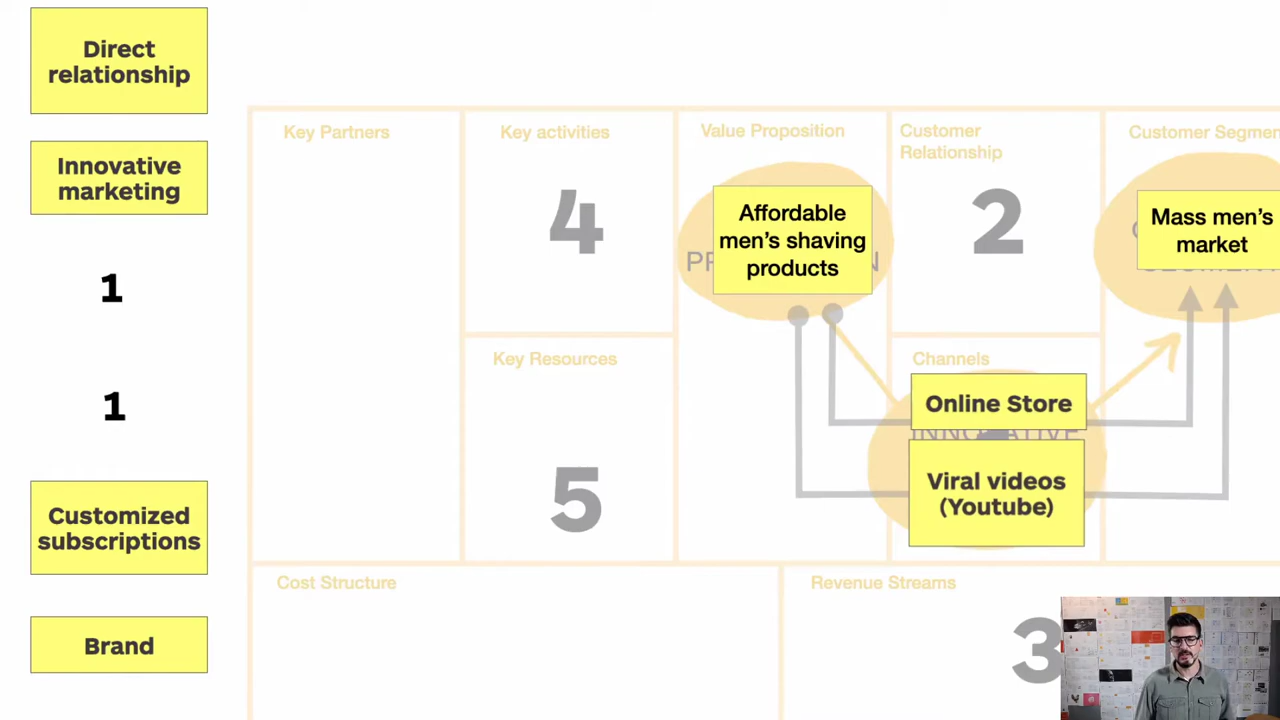 Direct
relationship
Innovative
marketing
1
1
Customized
subscriptions
Brand
Key Partners
Key activities
4
Key Resources
5
Value Proposition
Affordable
men's shaving
products
Customer
Relationship
2
Channels
Online Store
Viral videos
(Youtube)
Customer Segmen
Mass men's
market
Cost Structure
Revenue Streams
3